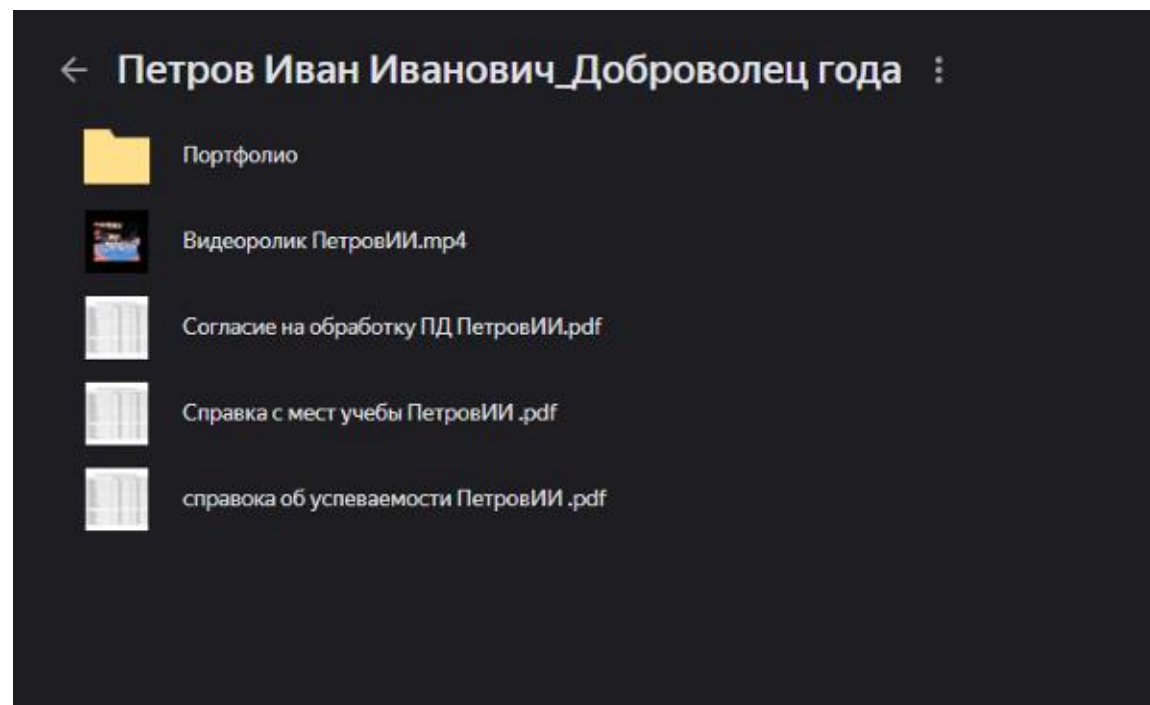 Петров Иван Иванович_Доброволец года
Портфолио
Видеоролик ПетровИИ.mp4
Согласие на обработку ПД ПетровИИ.pdf
Справка с мест учебы ПетровИИ .pdf
справока об успеваемости ПетровИИ .pdf